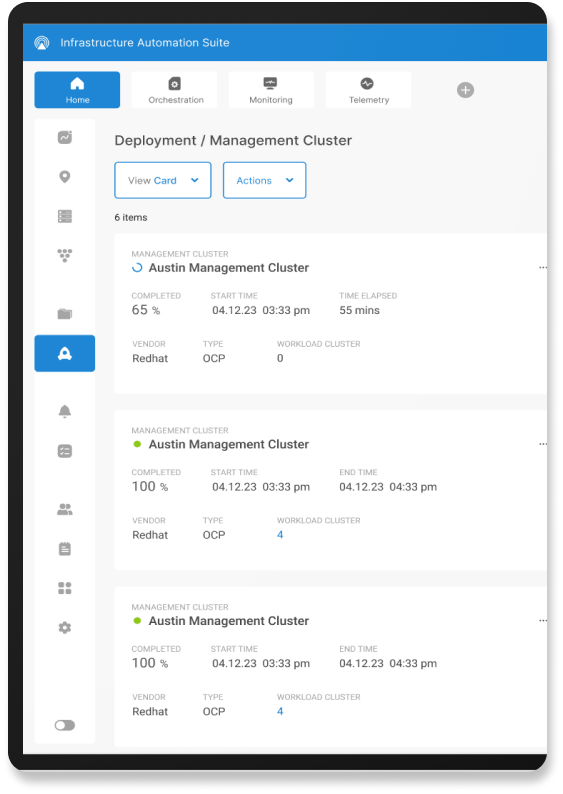 Infrastructure Automation Suite
Home Orchestration Monitoring Telemetry
Deployment / Management Cluster
View Card Actions
6 items
MANAGEMENT CLUSTER
Austin Management Cluster
COMPLETED START TIME TIME ELAPSED
65 % 04.12.23 03:33 pm 55 mins
VENDOR TYPE WORKLOAD CLUSTER
Redhat OCP 0
MANAGEMENT CLUSTER
Austin Management Cluster
COMPLETED START TIME END TIME
100 % 04.12.23 03:33 pm 04.12.23 04:33 pm
VENDOR TYPE WORKLOAD CLUSTER
Redhat OCP 4
MANAGEMENT CLUSTER
Austin Management Cluster
COMPLETED START TIME END TIME
100 % 04.12.23 03:33 pm 04.12.23 04:33 pm
VENDOR TYPE WORKLOAD CLUSTER
Redhat OCP 4